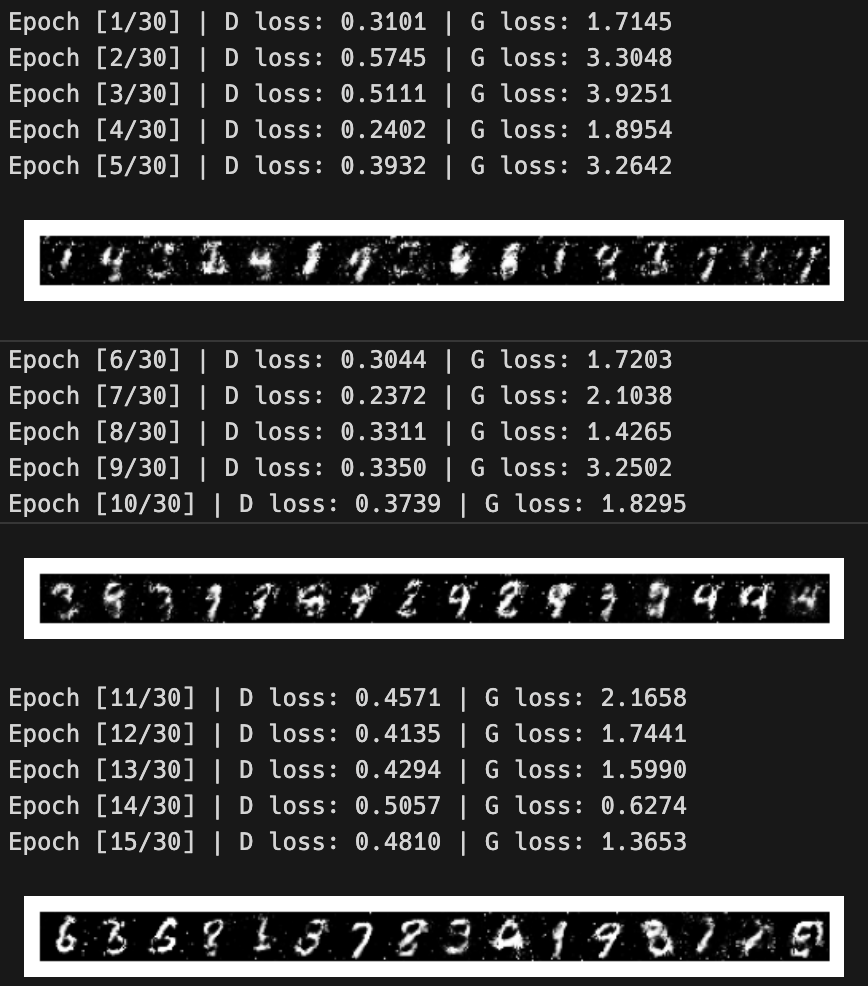 Epoch [1/30] | D loss: 0.3101 | G loss: 1.7145
Epoch [2/30] | D loss: 0.5745 | G loss: 3.3048
Epoch [3/30] | D loss: 0.5111 | G loss: 3.9251
Epoch [4/30] | D loss: 0.2402 | G loss: 1.8954
Epoch [5/30] | D loss: 0.3932 | G loss: 3.2642
Epoch [6/30] | D loss: 0.3044 | G loss: 1.7203
Epoch [7/30] | D loss: 0.2372 | G loss: 2.1038
Epoch [8/30] | D loss: 0.3311 | G loss: 1.4265
Epoch [9/30] | D loss: 0.3350 | G loss: 3.2502
Epoch [10/30] | D loss: 0.3739 | G loss: 1.8295
Epoch [11/30] | D loss: 0.4571 | G loss: 2.1658
Epoch [12/30] | D loss: 0.4135 | G loss: 1.7441
Epoch [13/30] | D loss: 0.4294 | G loss: 1.5990
Epoch [14/30] | D loss: 0.5057 | G loss: 0.6274
Epoch [15/30] | D loss: 0.4810 | G loss: 1.3653